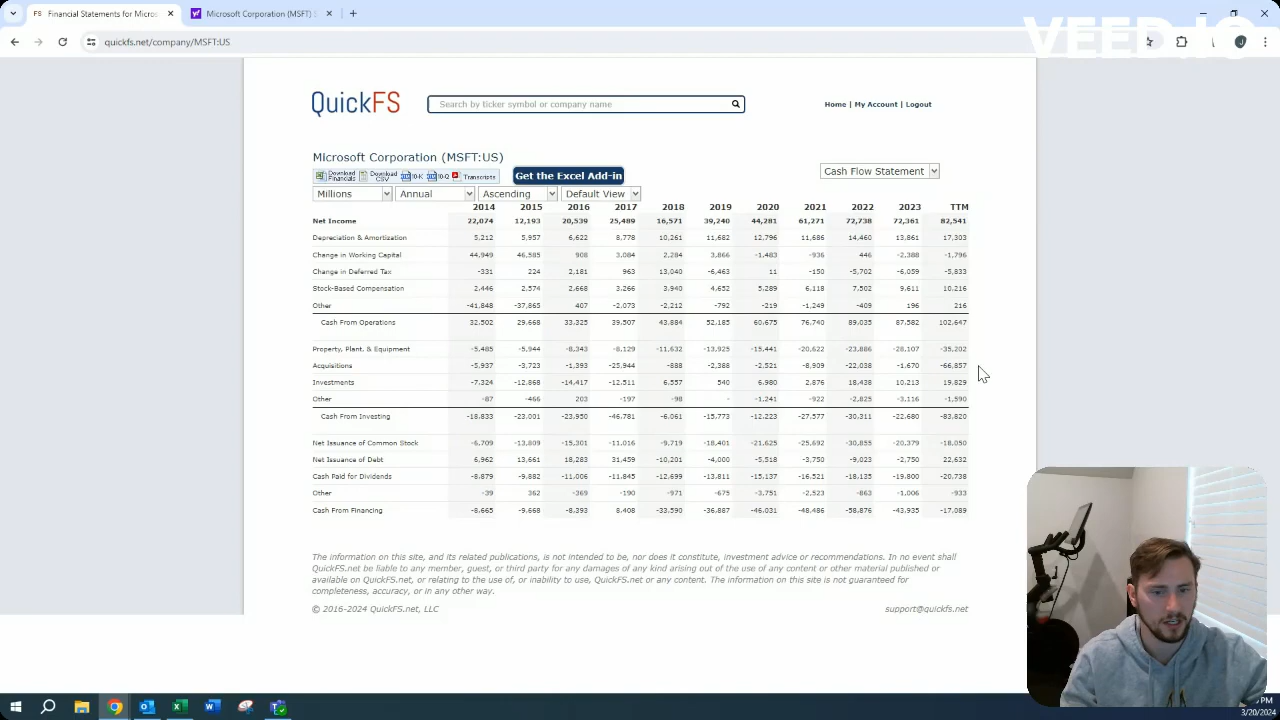 Financial Statements for Micros
Microsoft Corporation (MSFT)
quickfs.net/company/MSFT:US
VEED.IO
QuickFS
Search by ticker symbol or company name
Home | My Account | Logout
Microsoft Corporation (MSFT:US)
Download Financials Download CSV 10-K 10-Q Transcripts Get the Excel Add-in Cash Flow Statement
Millions Annual Ascending Default View
2014 2015 2016 2017 2018 2019 2020 2021 2022 2023 TTM
Net Income 22,074 12,193 20,539 25,489 16,571 39,240 44,281 61,271 72,738 72,361 82,541
Depreciation & Amortization 5,212 5,957 6,622 8,778 10,261 11,682 12,796 11,686 14,460 13,861 17,303
Change in Working Capital 44,949 46,585 908 3,084 2,284 3,866 -1,483 -936 446 -2,388 -1,796
Change in Deferred Tax -331 224 2,181 963 13,040 -6,463 11 -150 -5,702 -6,059 -5,833
Stock-Based Compensation 2,446 2,574 2,668 3,266 3,940 4,652 5,289 6,118 7,502 9,611 10,216
Other -41,848 -37,865 407 -2,073 -2,212 -792 -219 -1,249 -409 196 216
Cash From Operations 32,502 29,668 33,325 39,507 43,884 52,185 60,675 76,740 89,035 87,582 102,647
Property, Plant, & Equipment -5,485 -5,944 -8,343 -8,129 -11,632 -13,925 -15,441 -20,622 -23,886 -28,107 -35,202
Acquisitions -5,937 -3,723 -1,393 -25,944 -888 -2,388 -2,521 -8,909 -22,038 -1,670 -66,857
Investments -7,324 -12,868 -14,417 -12,511 6,557 540 6,980 2,876 18,438 10,213 19,829
Other -87 -466 203 -197 -98 - -1,241 -922 -2,825 -3,116 -1,590
Cash From Investing -18,833 -23,001 -23,950 -46,781 -6,061 -15,773 -12,223 -27,577 -30,311 -22,680 -83,820
Net Issuance of Common Stock -6,709 -13,809 -15,301 -11,016 -9,719 -18,401 -21,625 -25,692 -30,855 -20,379 -18,050
Net Issuance of Debt 6,962 13,661 18,283 31,459 -10,201 -4,000 -5,518 -3,750 -9,023 -2,750 22,632
Cash Paid for Dividends -8,879 -9,882 -11,006 -11,845 -12,699 -13,811 -15,137 -16,521 -18,135 -19,800 -20,738
Other -39 362 -369 -190 -971 -675 -3,751 -2,523 -863 -1,006 -933
Cash From Financing -8,665 -9,668 -8,393 8,408 -33,590 -36,887 -46,031 -48,486 -58,876 -43,935 -17,089
The information on this site, and its related publications, is not intended to be, nor does it constitute, investment advice or recommendations. In no event shall
QuickFS.net be liable to any member, guest, or third party for any damages of any kind arising out of the use of any content or other material published or
available on QuickFS.net, or relating to the use of, or inability to use, QuickFS.net or any content. The information on this site is not guaranteed for
completeness, accuracy, or in any other way.
© 2016-2024 QuickFS.net, LLC
support@quickfs.net
PM
3/20/2024